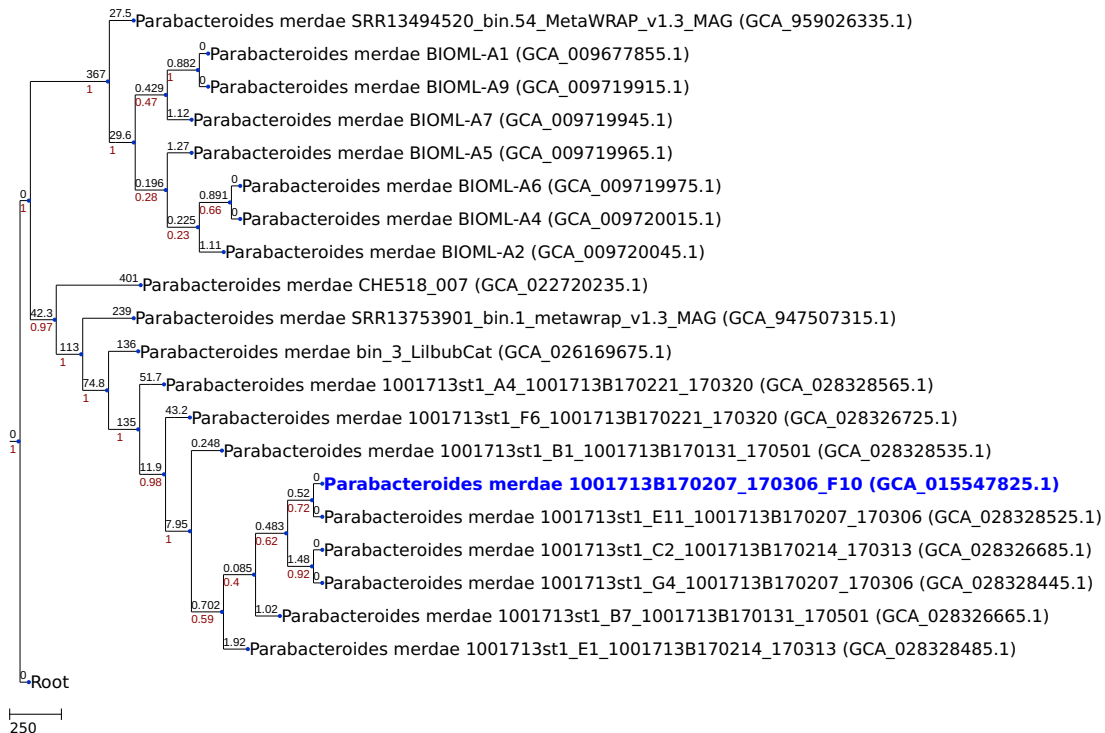 27.5 Parabacteroides merdae SRR13494520_bin.54_MetaWRAP_v1.3_MAG (GCA_959026335.1)
0 Parabacteroides merdae BIOML-A1 (GCA_009677855.1)
0.882
367 1
1 0 Parabacteroides merdae BIOML-A9 (GCA_009719915.1)
0.429
0.47
1.12 Parabacteroides merdae BIOML-A7 (GCA_009719945.1)
29.6
1 1.27 Parabacteroides merdae BIOML-A5 (GCA_009719965.1)
0.196 0 Parabacteroides merdae BIOML-A6 (GCA_009719975.1)
0.28 0.891
0 0.66
1 0 Parabacteroides merdae BIOML-A4 (GCA_009720015.1)
0.225
0.23
1.11 Parabacteroides merdae BIOML-A2 (GCA_009720045.1)
401 Parabacteroides merdae CHE518_007 (GCA_022720235.1)
42.3 239 Parabacteroides merdae SRR13753901_bin.1_metawrap_v1.3_MAG (GCA_947507315.1)
0.97
113 136 Parabacteroides merdae bin_3_LilbubCat (GCA_026169675.1)
1
74.8 51.7 Parabacteroides merdae 1001713st1_A4_1001713B170221_170320 (GCA_028328565.1)
1
43.2 Parabacteroides merdae 1001713st1_F6_1001713B170221_170320 (GCA_028326725.1)
135
1
0
1
0.248 Parabacteroides merdae 1001713st1_B1_1001713B170131_170501 (GCA_028328535.1)
11.9
0.98
0 Parabacteroides merdae 1001713B170207_170306_F10 (GCA_015547825.1)
0.52
0.72
0 Parabacteroides merdae 1001713st1_E11_1001713B170207_170306 (GCA_028328525.1)
7.95 0.483
1 0.62
0 Parabacteroides merdae 1001713st1_C2_1001713B170214_170313 (GCA_028326685.1)
1.48
0.92
0.085 0 Parabacteroides merdae 1001713st1_G4_1001713B170207_170306 (GCA_028328445.1)
0.4
0.702 1.02 Parabacteroides merdae 1001713st1_B7_1001713B170131_170501 (GCA_028326665.1)
0.59
1.92 Parabacteroides merdae 1001713st1_E1_1001713B170214_170313 (GCA_028328485.1)
0 Root
250